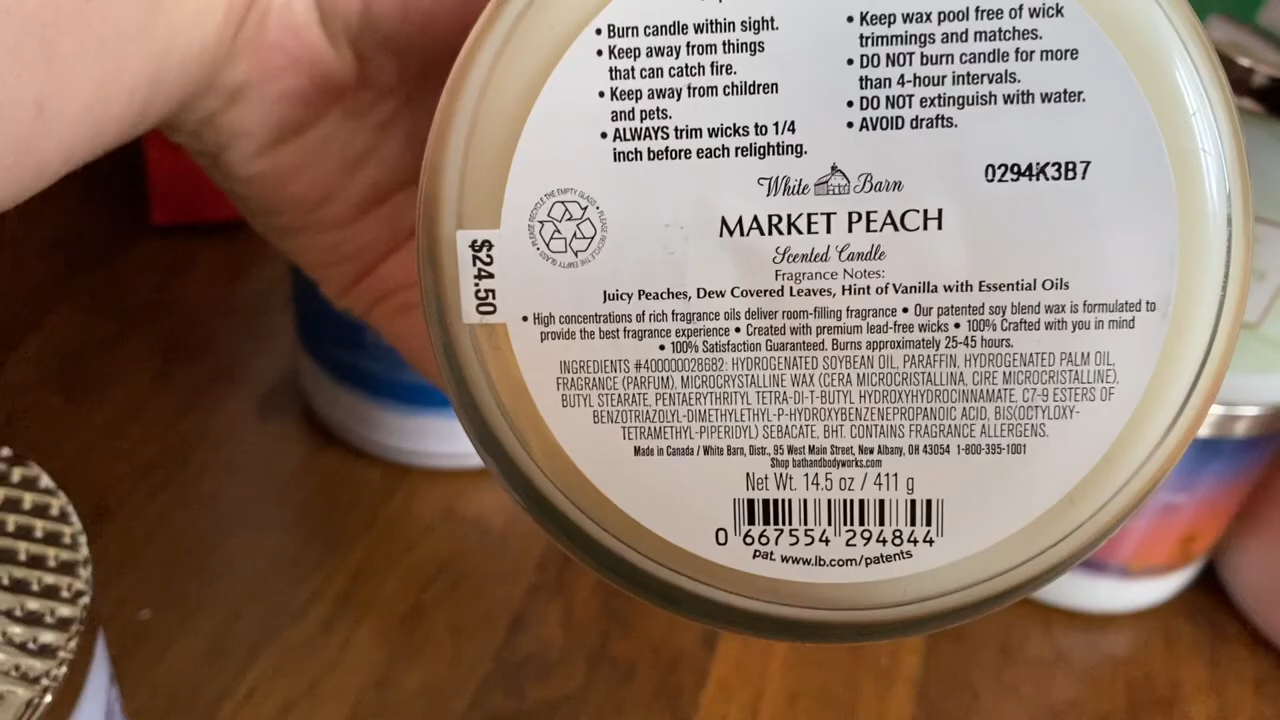 • Burn candle within sight.
• Keep away from things
that can catch fire.
• Keep away from children
and pets.
• ALWAYS trim wicks to 1/4
inch before each relighting.
• Keep wax pool free of wick
trimmings and matches.
• DO NOT burn candle for more
than 4-hour intervals.
• DO NOT extinguish with water.
• AVOID drafts.
0294K3B7
White Barn
PLEASE RECYCLE THE EMPTY GLASS • PLEASE RECYCLE THE EMPTY GLASS •
$24.50
MARKET PEACH
Scented Candle
Fragrance Notes:
Juicy Peaches, Dew Covered Leaves, Hint of Vanilla with Essential Oils
• High concentrations of rich fragrance oils deliver room-filling fragrance • Our patented soy blend wax is formulated to
provide the best fragrance experience • Created with premium lead-free wicks • 100% Crafted with you in mind
• 100% Satisfaction Guaranteed. Burns approximately 25-45 hours.
INGREDIENTS #400000028682: HYDROGENATED SOYBEAN OIL, PARAFFIN, HYDROGENATED PALM OIL,
FRAGRANCE (PARFUM), MICROCRYSTALLINE WAX (CERA MICROCRISTALLINA, CIRE MICROCRISTALLINE),
BUTYL STEARATE, PENTAERYTHRITYL TETRA-DI-T-BUTYL HYDROXYHYDROCINNAMATE, C7-9 ESTERS OF
BENZOTRIAZOLYL-DIMETHYLETHYL-P-HYDROXYBENZENEPROPANOIC ACID, BIS(OCTYLOXY-
TETRAMETHYL-PIPERIDYL) SEBACATE, BHT. CONTAINS FRAGRANCE ALLERGENS.
Made in Canada / White Barn, Distr., 95 West Main Street, New Albany, OH 43054 1-800-395-1001
Shop bathandbodyworks.com
Net Wt. 14.5 oz / 411 g
0 667554 294844
pat. www.lb.com/patents